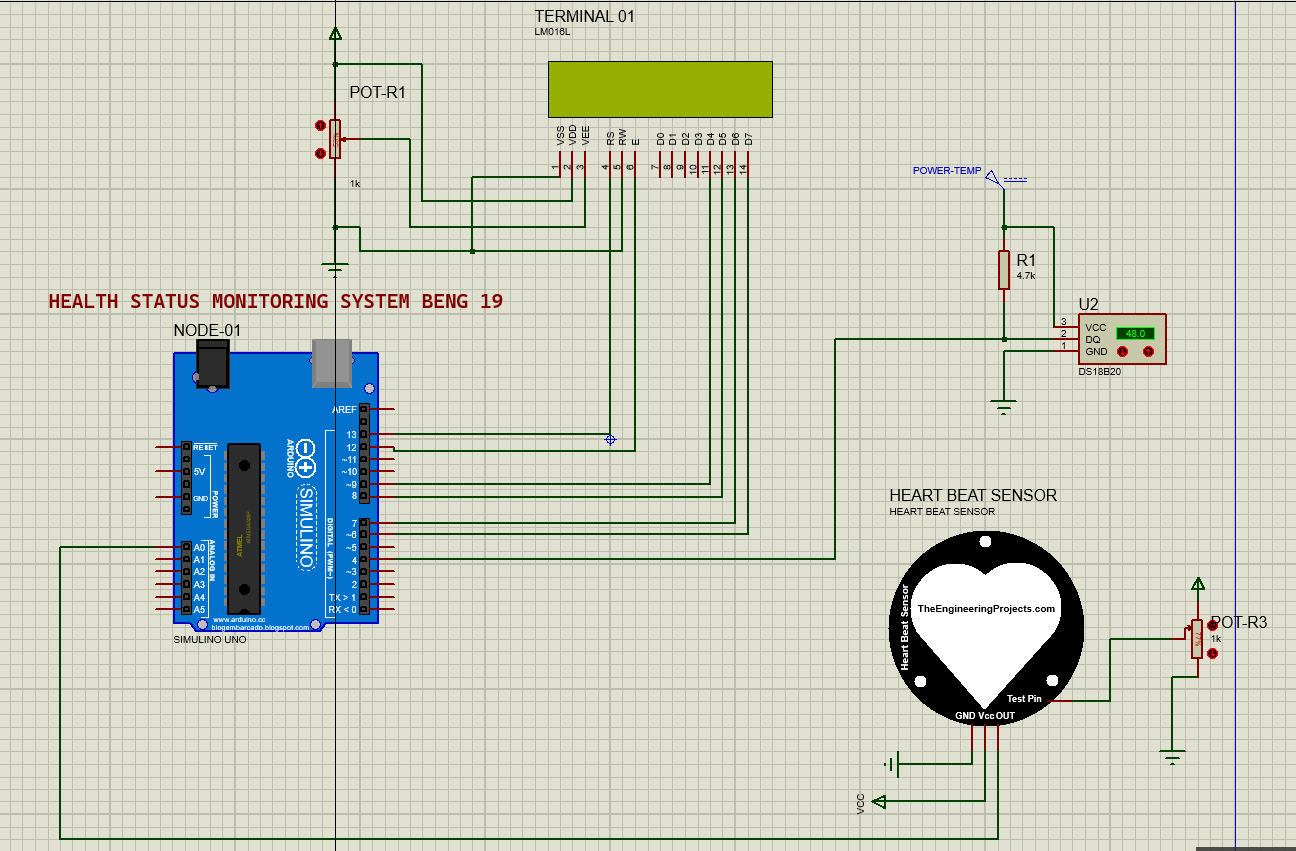 TERMINAL 01
LM016L
POT-R1
1k
VSS
VDD
VEE
RS
RW
E
D0
D1
D2
D3
D4
D5
D6
D7
1
2
3
4
5
6
7
8
9
10
11
12
13
14
POWER-TEMP
R1
4.7k
U2
3
2
1
VCC
DQ
GND
48.0
DS18B20
HEALTH STATUS MONITORING SYSTEM BENG 19
NODE-01
AREF
13
12
~11
~10
~9
8
7
~6
~5
4
~3
2
TX > 1
RX < 0
RESET
5V
GND
POWER
A0
A1
A2
A3
A4
A5
ANALOG IN
ARDUINO
SIMULINO
DIGITAL (PWM~)
ATMEL
www.arduino.cc
blogembarcado.blogspot.com
SIMULINO UNO
HEART BEAT SENSOR
HEART BEAT SENSOR
Heart Beat Sensor
TheEngineeringProjects.com
Test Pin
GND Vcc OUT
VCC
POT-R3
1k